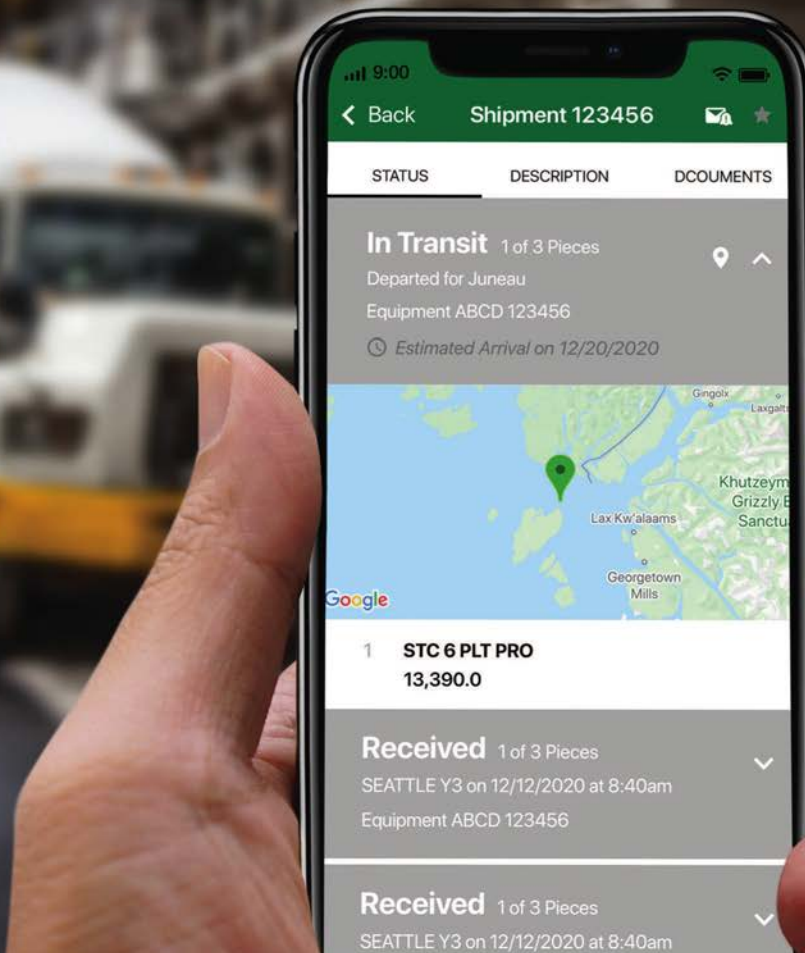 9:00
Back Shipment 123456
STATUS DESCRIPTION DCOUMENTS
In Transit 1 of 3 Pieces
Departed for Juneau
Equipment ABCD 123456
Estimated Arrival on 12/20/2020
Gingolx
Laxgalts
Khutzeym
Grizzly B
Sanctu
Lax Kw'alaams
Georgetown
Mills
Google
1 STC 6 PLT PRO
13,390.0
Received 1 of 3 Pieces
SEATTLE Y3 on 12/12/2020 at 8:40am
Equipment ABCD 123456
Received 1 of 3 Pieces
SEATTLE Y3 on 12/12/2020 at 8:40am